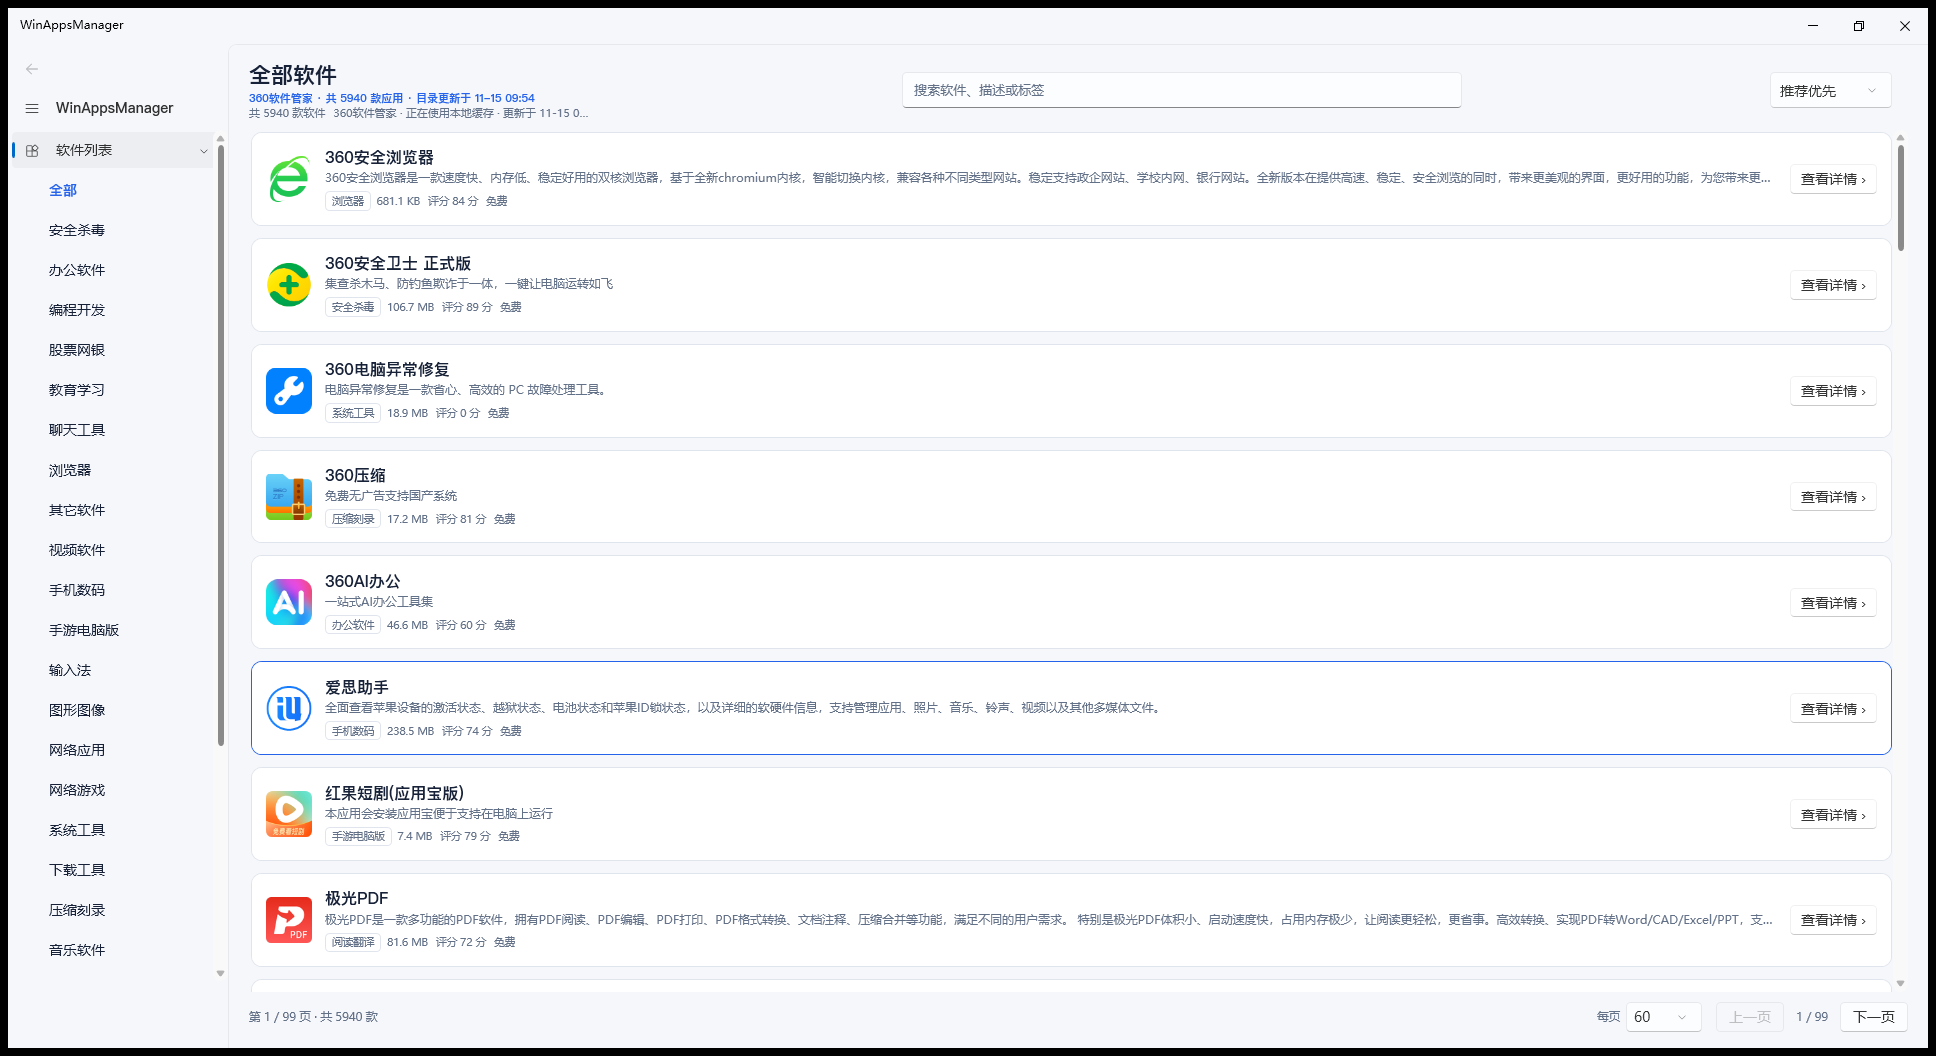 WinAppsManager
WinAppsManager
软件列表
全部
安全杀毒
办公软件
编程开发
股票网银
教育学习
聊天工具
浏览器
其它软件
视频软件
手机数码
手游电脑版
输入法
图形图像
网络应用
网络游戏
系统工具
下载工具
压缩刻录
音乐软件
全部软件
360软件管家 · 共 5940 款应用 · 目录更新于 11-15 09:54
共 5940 款软件 360软件管家 · 正在使用本地缓存 · 更新于 11-15 0...
搜索软件、描述或标签
推荐优先
360安全浏览器
360安全浏览器是一款速度快、内存低、稳定好用的双核浏览器，基于全新chromium内核，智能切换内核，兼容各种不同类型网站。稳定支持政企网站、学校内网、银行网站。全新版本在提供高速、稳定、安全浏览的同时，带来更美观的界面，更好用的功能，为您带来更...
浏览器 681.1 KB 评分 84 分 免费
查看详情 ›
360安全卫士 正式版
集查杀木马、防钓鱼欺诈于一体，一键让电脑运转如飞
安全杀毒 106.7 MB 评分 89 分 免费
查看详情 ›
360电脑异常修复
电脑异常修复是一款省心、高效的 PC 故障处理工具。
系统工具 18.9 MB 评分 0 分 免费
查看详情 ›
ZIP
360压缩
免费无广告支持国产系统
压缩刻录 17.2 MB 评分 81 分 免费
查看详情 ›
AI
360AI办公
一站式AI办公工具集
办公软件 46.6 MB 评分 60 分 免费
查看详情 ›
爱思助手
全面查看苹果设备的激活状态、越狱状态、电池状态和苹果ID锁状态，以及详细的软硬件信息，支持管理应用、照片、音乐、铃声、视频以及其他多媒体文件。
手机数码 238.5 MB 评分 74 分 免费
查看详情 ›
免费看短剧
红果短剧(应用宝版)
本应用会安装应用宝便于支持在电脑上运行
手游电脑版 7.4 MB 评分 79 分 免费
查看详情 ›
PDF
极光PDF
极光PDF是一款多功能的PDF软件，拥有PDF阅读、PDF编辑、PDF打印、PDF格式转换、文档注释、压缩合并等功能，满足不同的用户需求。 特别是极光PDF体积小、启动速度快，占用内存极少，让阅读更轻松，更省事。高效转换、实现PDF转Word/CAD/Excel/PPT，支...
阅读翻译 81.6 MB 评分 72 分 免费
查看详情 ›
第 1 / 99 页 · 共 5940 款
每页 60 上一页 1 / 99 下一页